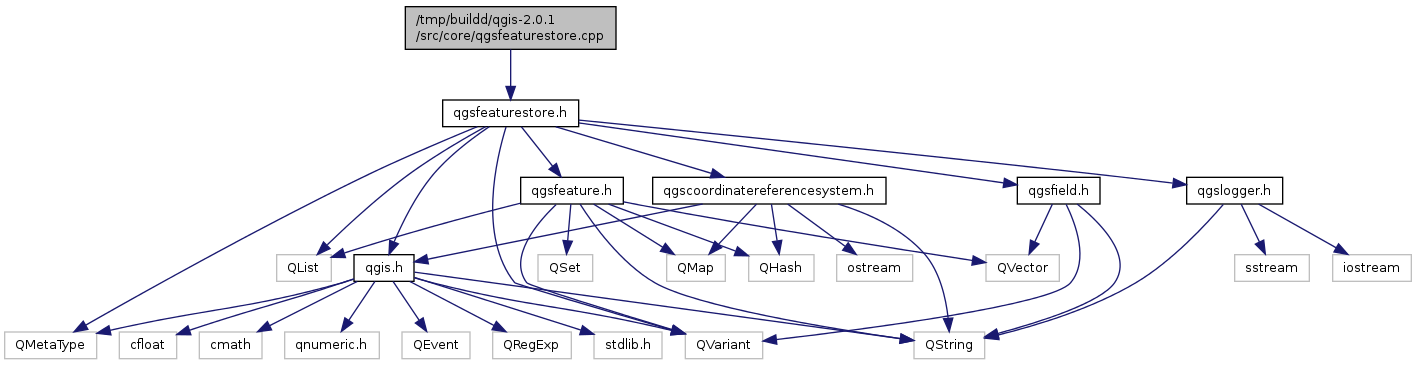 /tmp/buildd/qgis-2.0.1
/src/core/qgsfeaturestore.cpp
qgsfeaturestore.h
qgsfeature.h
qgscoordinatereferencesystem.h
qgsfield.h
qgslogger.h
QList
qgis.h
QSet
QMap
QHash
ostream
QVector
sstream
iostream
QMetaType
cfloat
cmath
qnumeric.h
QEvent
QRegExp
stdlib.h
QVariant
QString